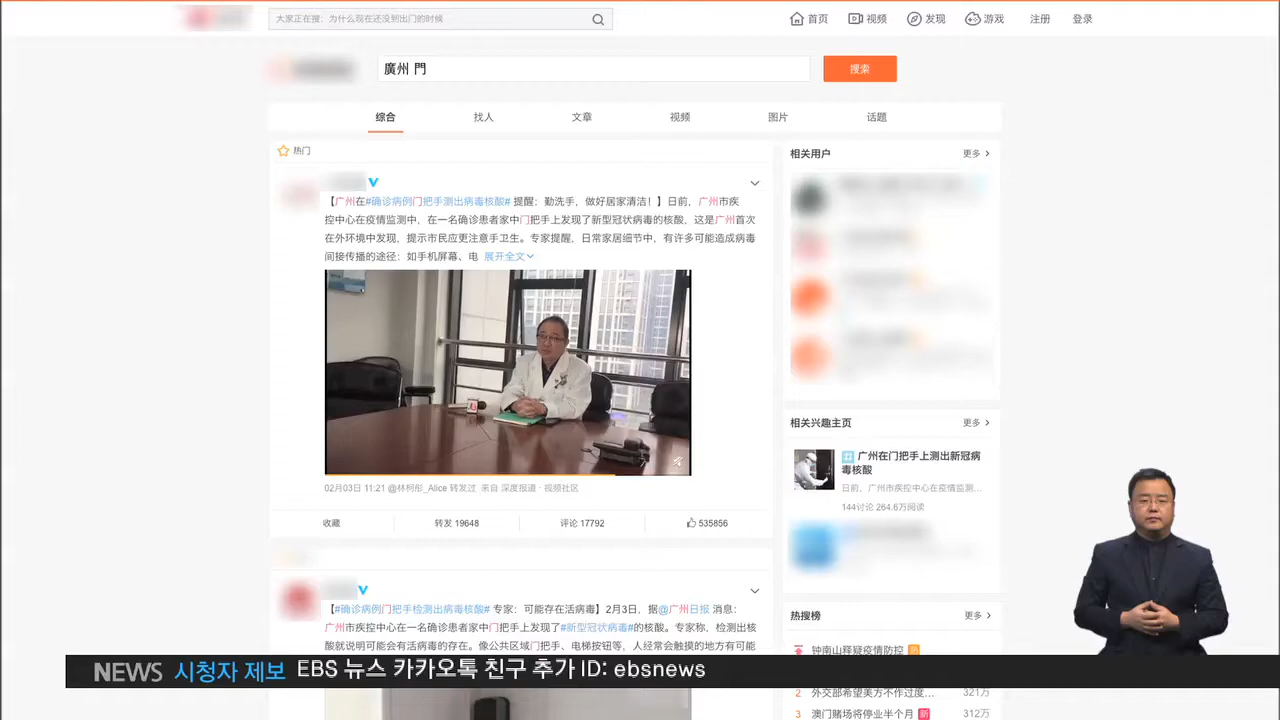 大家正在搜：为什么现在还没到出门的时候
首页
视频
发现
游戏
注册
登录
廣州 門
搜索
综合
找人
文章
视频
图片
话题
热门
【广州在#确诊病例门把手测出病毒核酸# 提醒：勤洗手，做好居家清洁！】日前，广州市疾
控中心在疫情监测中，在一名确诊患者家中门把手上发现了新型冠状病毒的核酸，这是广州首次
在外环境中发现，提示市民应更注意手卫生。专家提醒，日常家居细节中，有许多可能造成病毒
间接传播的途径：如手机屏幕、电 展开全文
02月03日 11:21 @林柯彤_Alice 转发过 来自 深度报道·视频社区
收藏
转发 19648
评论 17792
535856
【#确诊病例门把手检测出病毒核酸# 专家：可能存在活病毒】2月3日，据@广州日报 消息：
广州市疾控中心在一名确诊患者家中门把手上发现了#新型冠状病毒#的核酸。专家称，检测出核
酸就说明可能会有活病毒的存在。像公共区域门把手、电梯按钮等，人经常会触摸的地方有可能
相关用户
更多
相关兴趣主页
更多
广州在门把手上测出新冠病
毒核酸
日前，广州市疾控中心在疫情监测...
144讨论 264.6万阅读
热搜榜
更多
钟南山释疑疫情防控 热
2 外交部希望美方不作过度... 321万
3 澳门赌场将停业半个月 新 312万
NEWS 시청자 제보 EBS 뉴스 카카오톡 친구 추가 ID: ebsnews